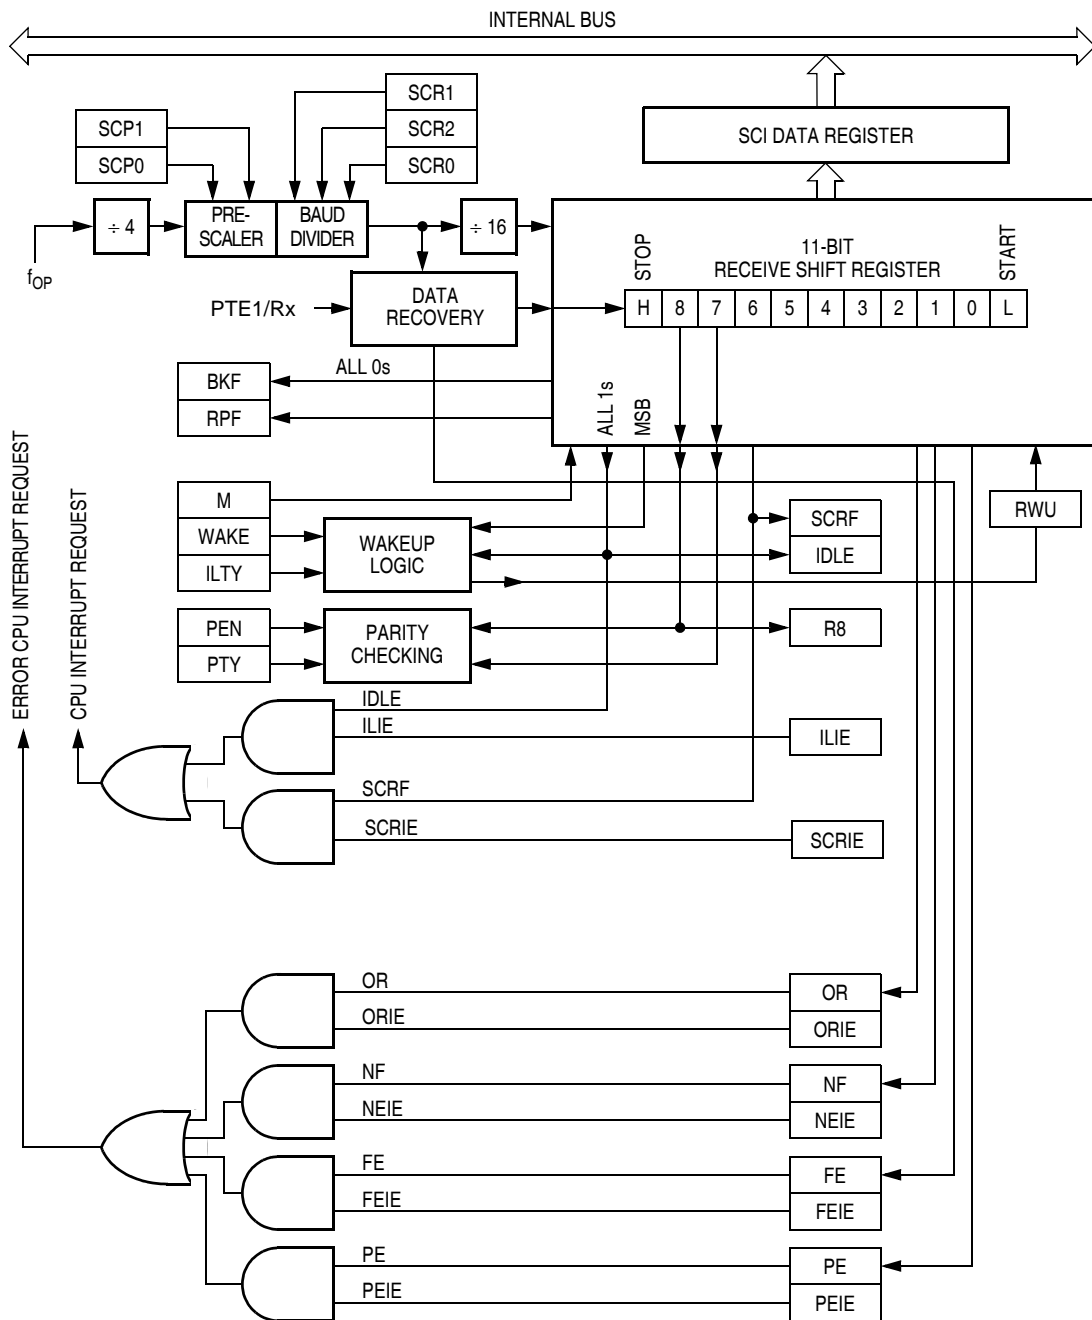 INTERNAL BUS
SCR1
SCR2
SCR0
SCP1
SCP0
SCI DATA REGISTER
÷ 4
PRE-
SCALER
BAUD
DIVIDER
÷ 16
fOP
PTE1/Rx
DATA
RECOVERY
STOP
11-BIT
RECEIVE SHIFT REGISTER
START
H 8 7 6 5 4 3 2 1 0 L
ALL 0s
BKF
RPF
ALL 1s
MSB
M
WAKE
ILTY
WAKEUP
LOGIC
SCRF
IDLE
RWU
PEN
PTY
PARITY
CHECKING
R8
ERROR CPU INTERRUPT REQUEST
CPU INTERRUPT REQUEST
IDLE
ILIE
ILIE
SCRF
SCRIE
SCRIE
OR
OR
ORIE
ORIE
NF
NF
NEIE
NEIE
FE
FE
FEIE
FEIE
PE
PE
PEIE
PEIE